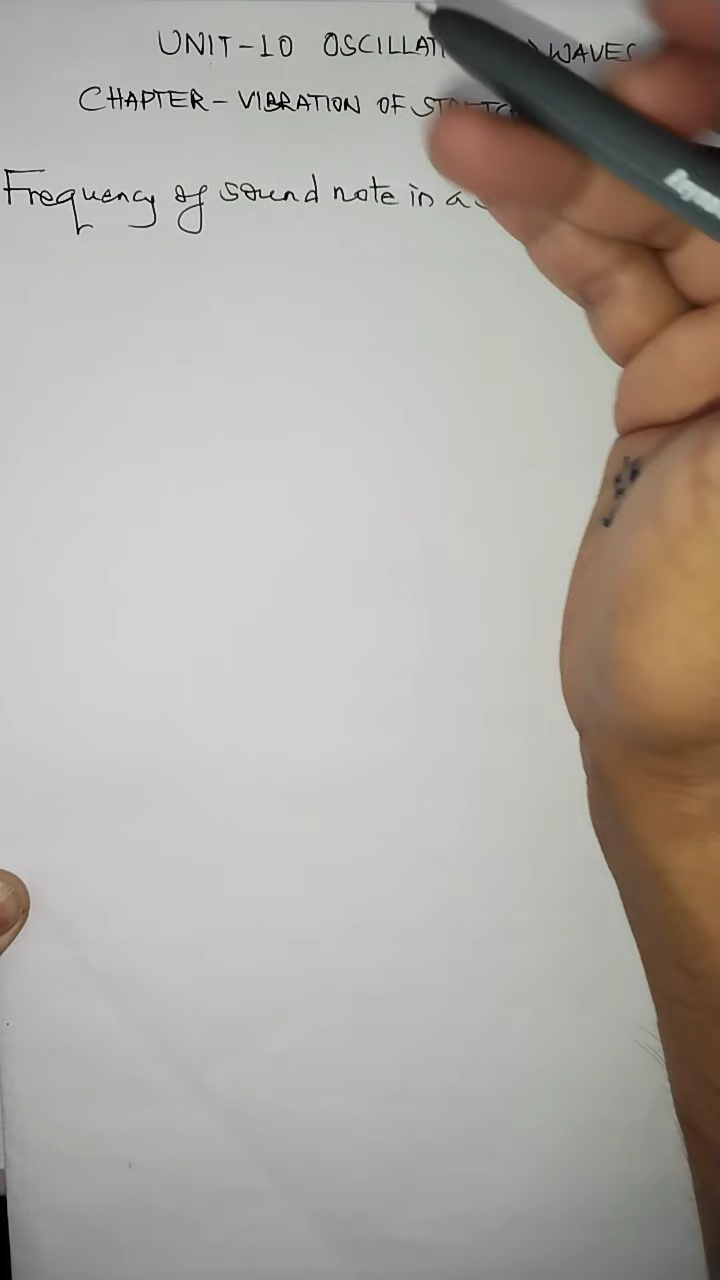 UNIT-10 OSCILLAT WAVES
CHAPTER-VIBRATION OF
Frequency of sound note in a